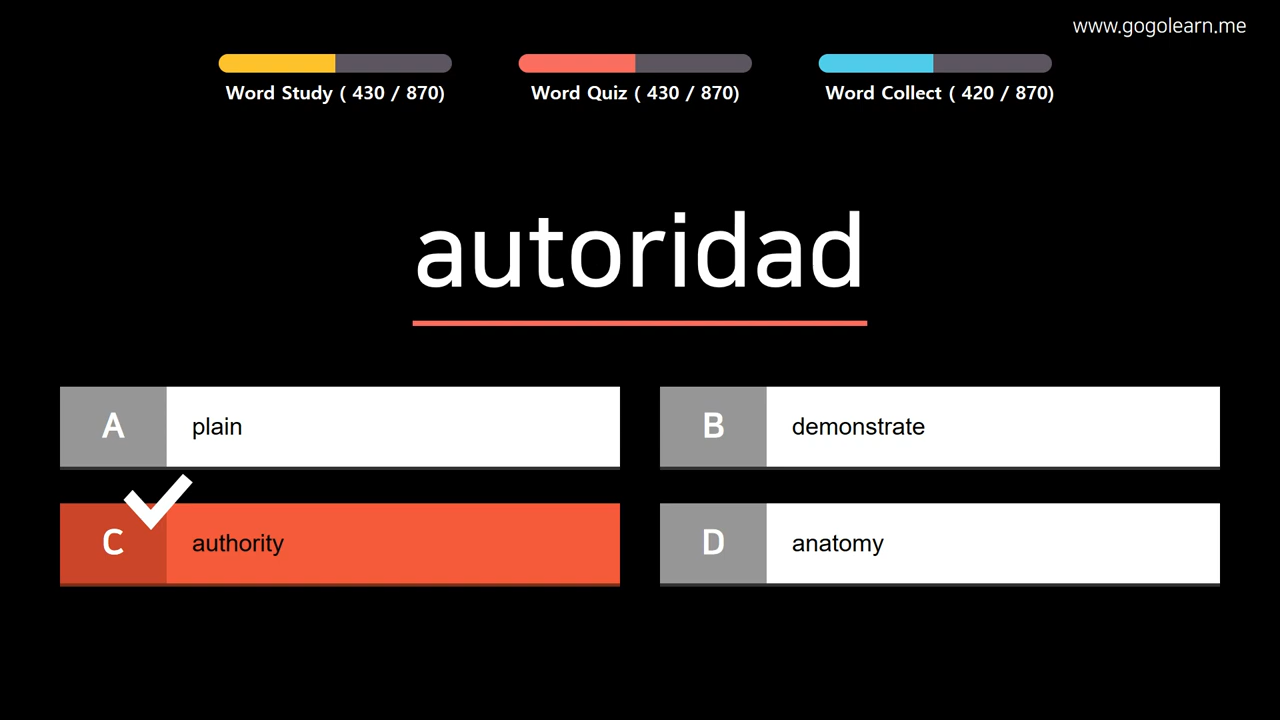 www.gogolearn.me
Word Study ( 430 / 870)
Word Quiz ( 430 / 870)
Word Collect ( 420 / 870)
autoridad
A plain
B demonstrate
C authority
D anatomy